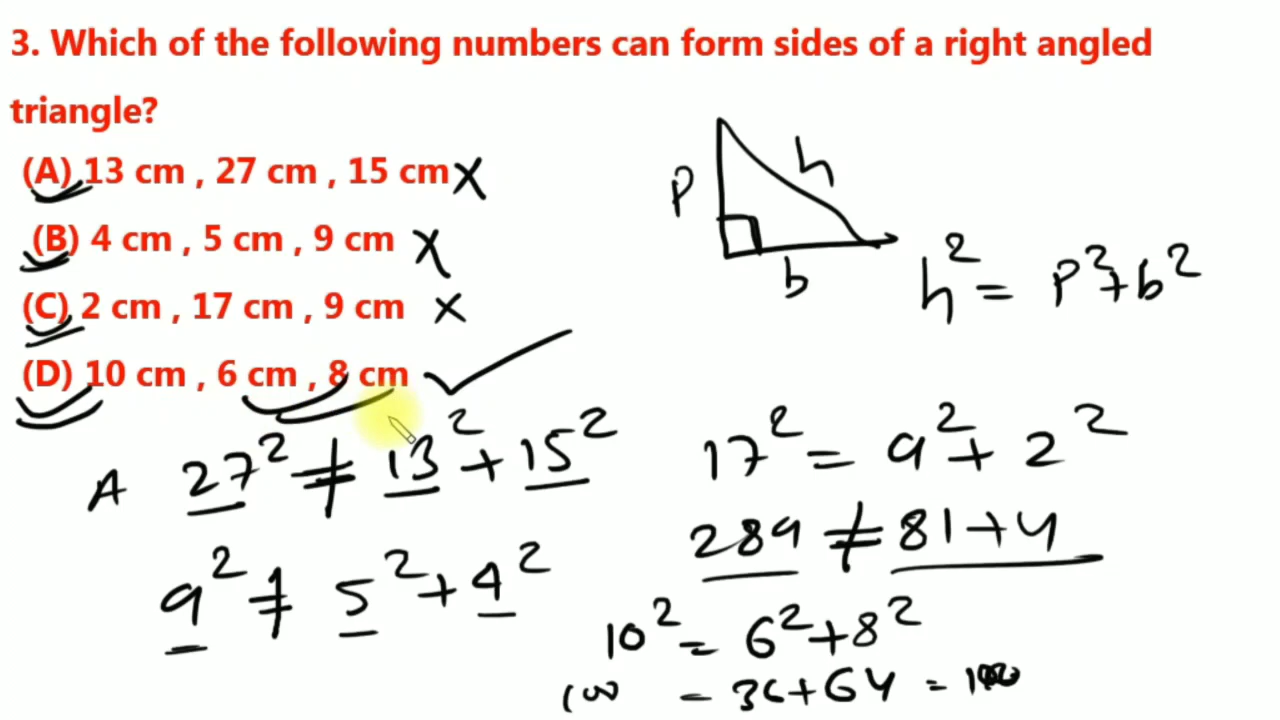 3. Which of the following numbers can form sides of a right angled
triangle?
(A) 13 cm , 27 cm , 15 cm X
(B) 4 cm , 5 cm , 9 cm X
(C) 2 cm , 17 cm , 9 cm X
(D) 10 cm , 6 cm , 8 cm ✓
P
h
b
h² = P²+b²
A 27² ≠ 13²+15²
9² ≠ 5²+4²
17² = 9²+2²
289 ≠ 81+4
10² = 6²+8²
100 = 36+64 = 100